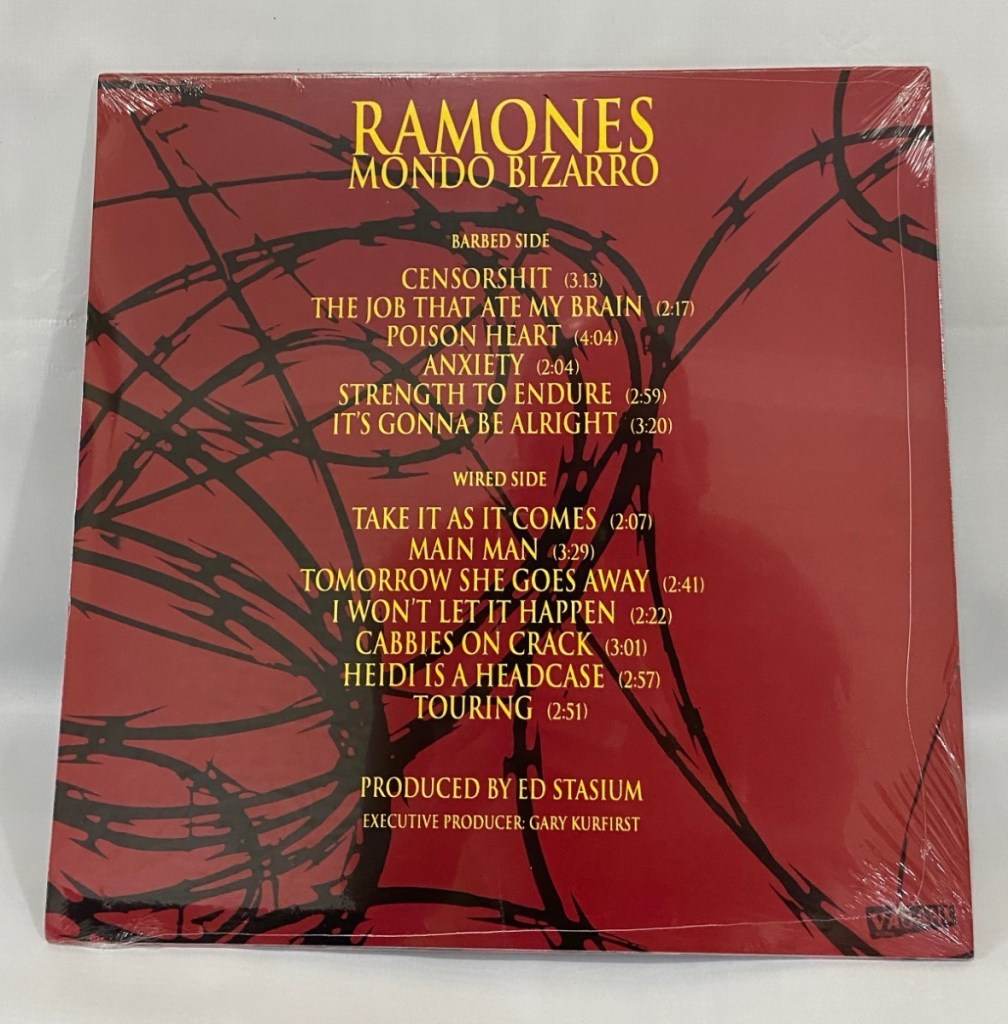 RAMONES
MONDO BIZARRO
BARBED SIDE
CENSORSHIT (3.13)
THE JOB THAT ATE MY BRAIN (2:17)
POISON HEART (4:04)
ANXIETY (2:04)
STRENGTH TO ENDURE (2:59)
IT'S GONNA BE ALRIGHT (3:20)
WIRED SIDE
TAKE IT AS IT COMES (2:07)
MAIN MAN (3:29)
TOMORROW SHE GOES AWAY (2:41)
I WON'T LET IT HAPPEN (2:22)
CABBIES ON CRACK (3:01)
HEIDI IS A HEADCASE (2:57)
TOURING (2:51)
PRODUCED BY ED STASIUM
EXECUTIVE PRODUCER: GARY KURFIRST